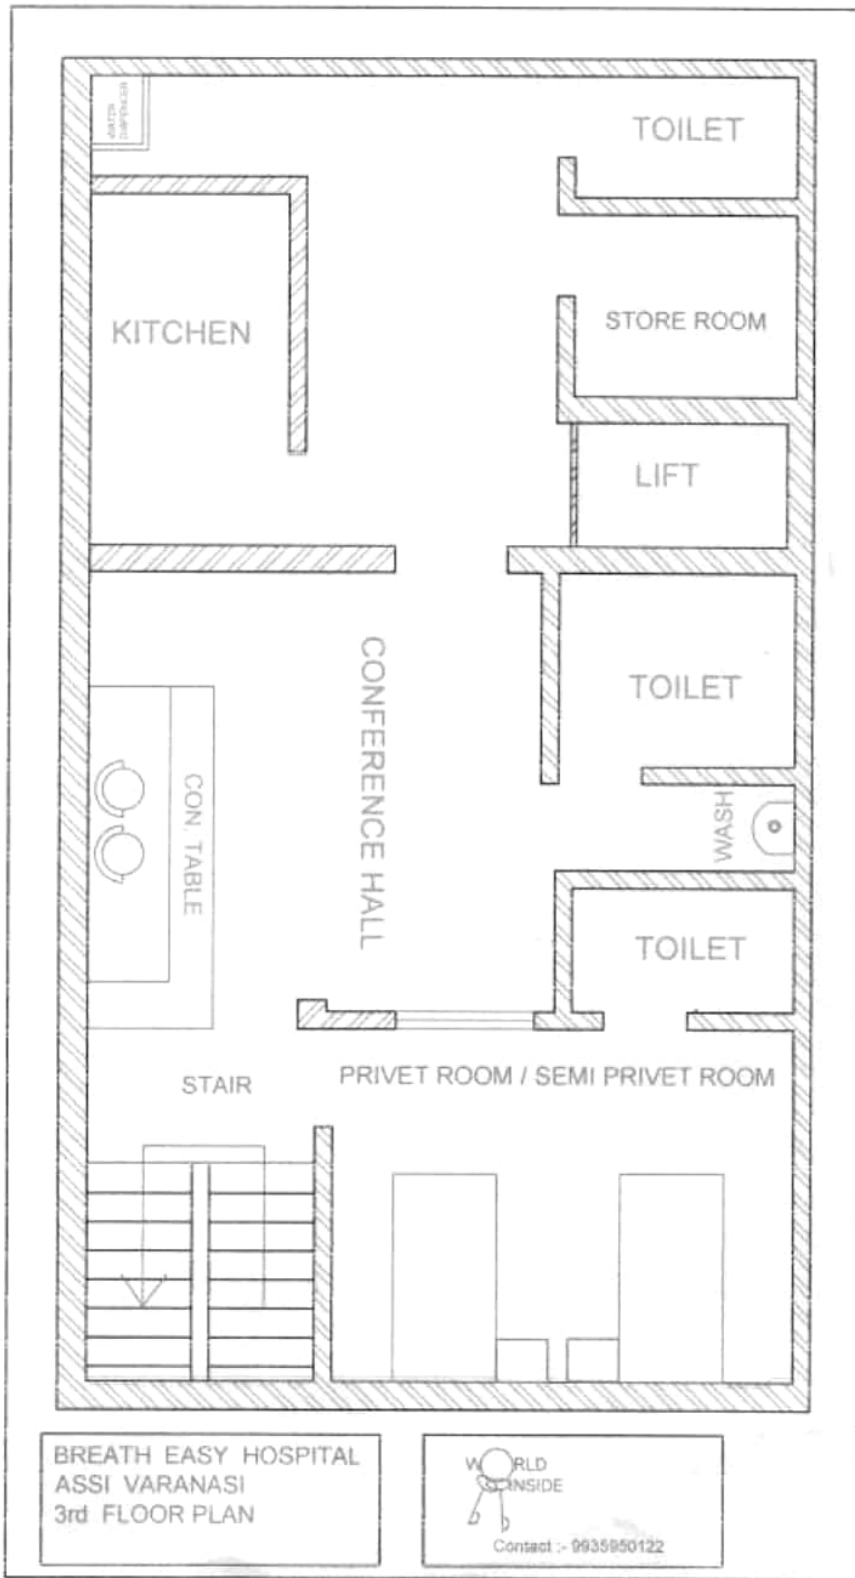 WATER
TOILET
KITCHEN
STORE ROOM
LIFT
CONFERENCE HALL
TOILET
CON. TABLE
WASH
TOILET
STAIR
PRIVET ROOM / SEMI PRIVET ROOM
BREATH EASY HOSPITAL
ASSI VARANASI
3rd FLOOR PLAN
W RLD
INSIDE
Contact :- 9935950122